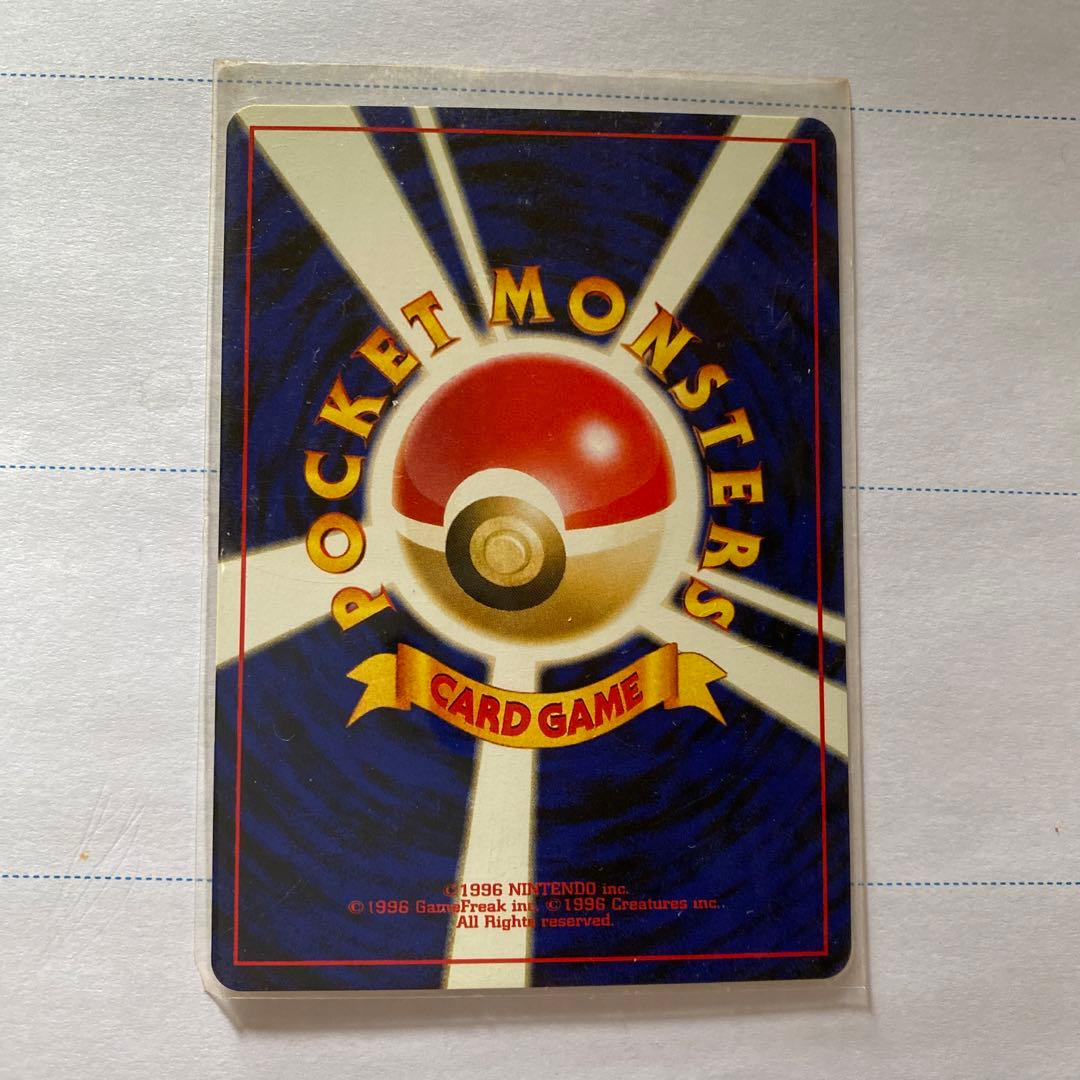 POCKET MONSTERS
CARD GAME
©1996 NINTENDO inc.
©1996 GameFreak inc. ©1996 Creatures inc.
All Rights reserved.